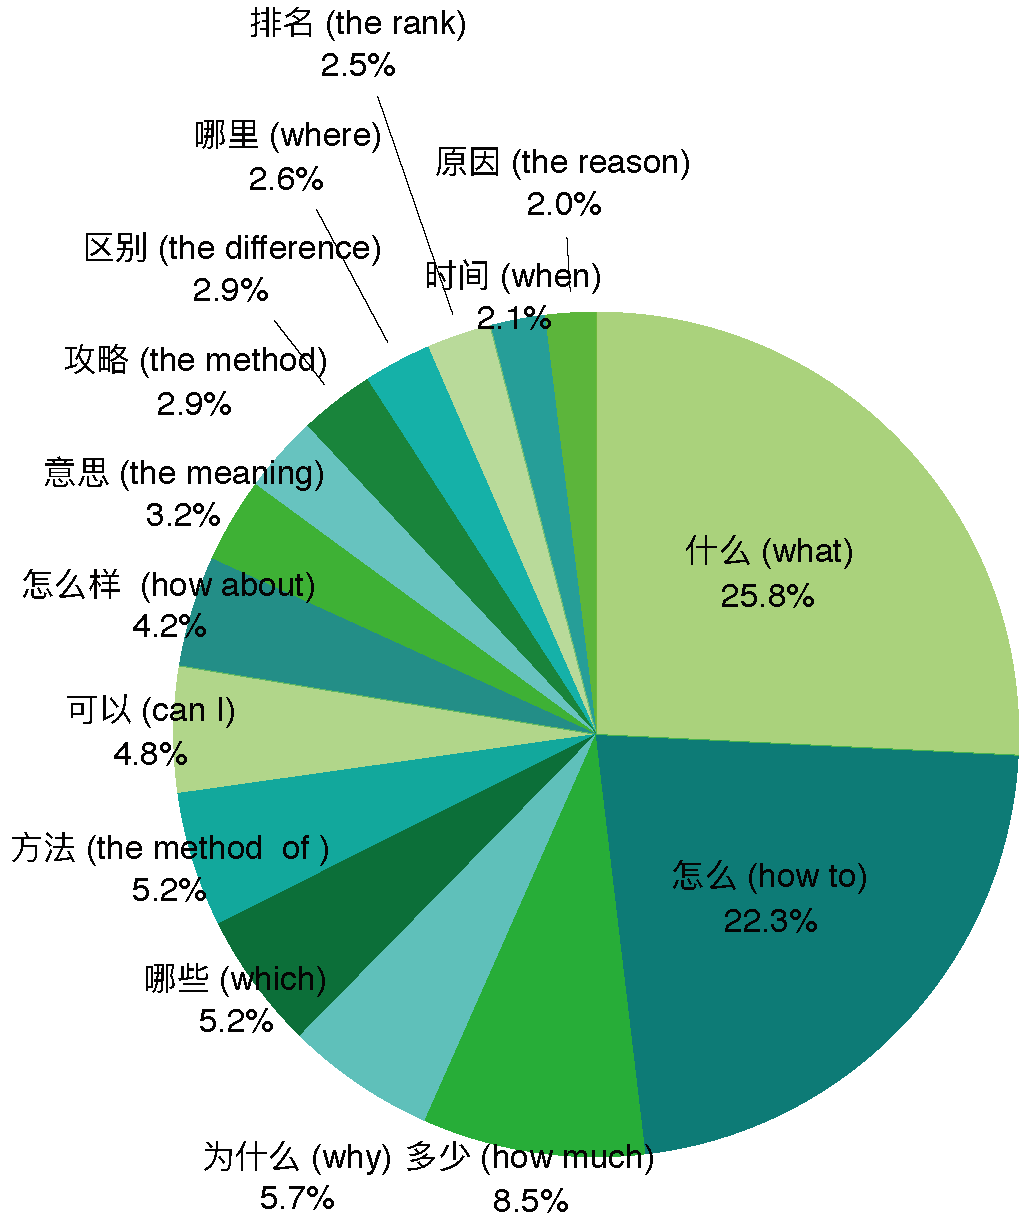 排名 (the rank)
2.5%
哪里 (where)
2.6%
原因 (the reason)
2.0%
区别 (the difference)
2.9%
时间 (when)
2.1%
攻略 (the method)
2.9%
意思 (the meaning)
3.2%
什么 (what)
25.8%
怎么样 (how about)
4.2%
可以 (can I)
4.8%
方法 (the method of )
5.2%
怎么 (how to)
22.3%
哪些 (which)
5.2%
为什么 (why)
5.7%
多少 (how much)
8.5%